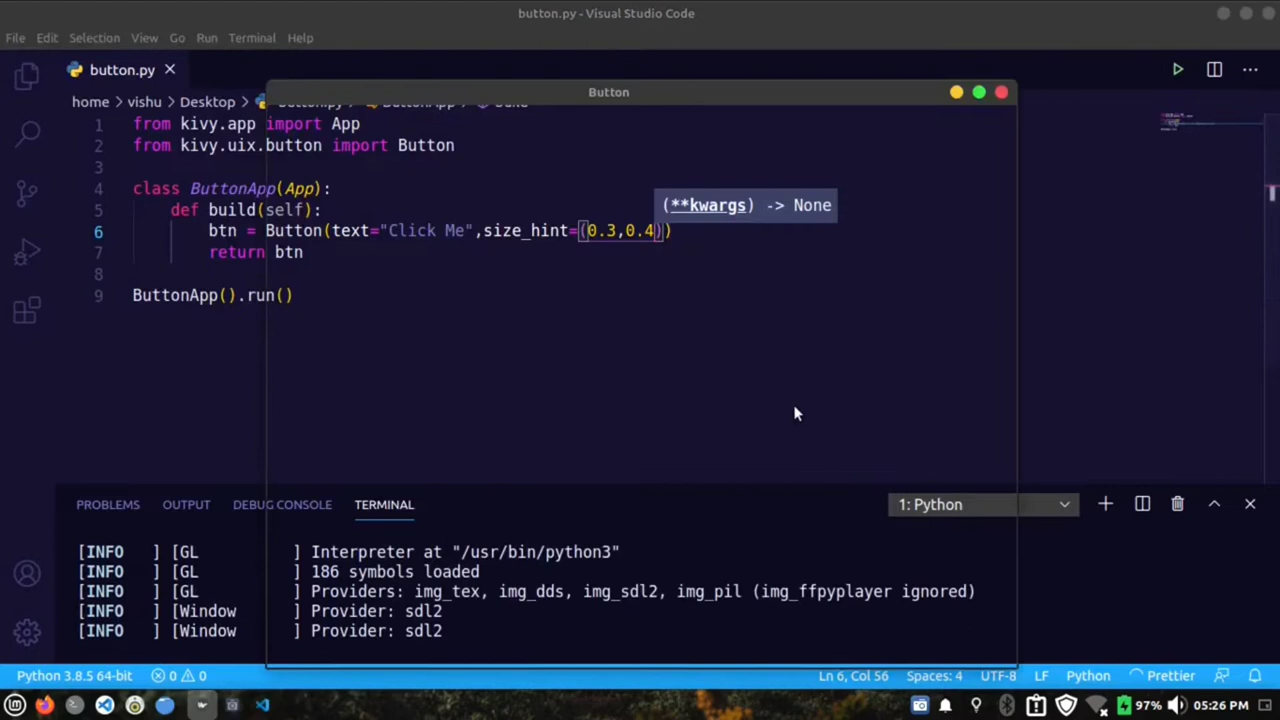 button.py - Visual Studio Code
File Edit Selection View Go Run Terminal Help
button.py
home > vishu > Desktop >
Button
1 from kivy.app import App
2 from kivy.uix.button import Button
3
4 class ButtonApp(App):
(**kwargs) -> None
5 def build(self):
6 btn = Button(text="Click Me",size_hint=(0.3,0.4))
7 return btn
8
9 ButtonApp().run()
PROBLEMS OUTPUT DEBUG CONSOLE TERMINAL 1: Python
[INFO ] [GL ] Interpreter at "/usr/bin/python3"
[INFO ] [GL ] 186 symbols loaded
[INFO ] [GL ] Providers: img_tex, img_dds, img_sdl2, img_pil (img_ffpyplayer ignored)
[INFO ] [Window ] Provider: sdl2
[INFO ] [Window ] Provider: sdl2
Python 3.8.5 64-bit 0 0 Ln 6, Col 56 Spaces: 4 UTF-8 LF Python Prettier
97% 05:26 PM